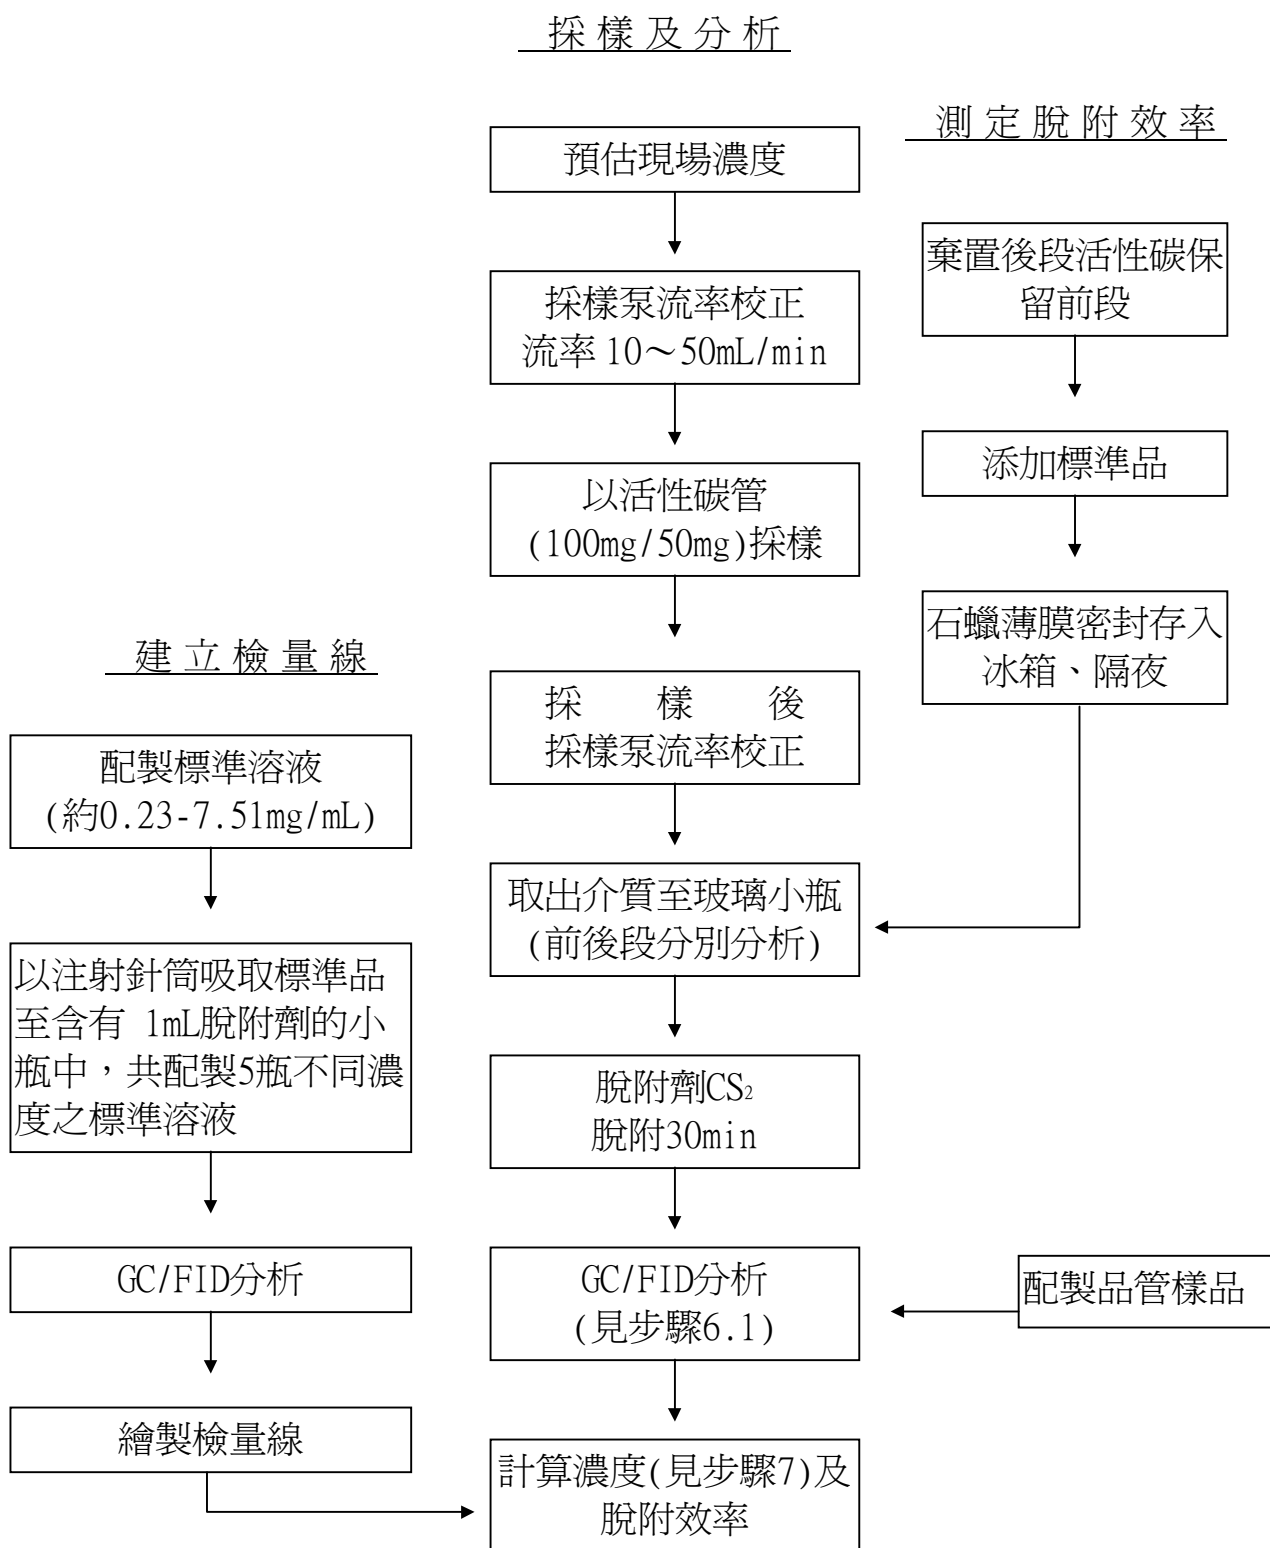 採樣及分析
預估現場濃度
採樣泵流率校正
流率 10～50mL/min
以活性碳管
(100mg/50mg)採樣
採 樣 後
採樣泵流率校正
取出介質至玻璃小瓶
(前後段分別分析)
脫附劑CS₂
脫附30min
GC/FID分析
(見步驟6.1)
計算濃度(見步驟7)及
脫附效率
測定脫附效率
棄置後段活性碳保
留前段
添加標準品
石蠟薄膜密封存入
冰箱、隔夜
配製品管樣品
建立檢量線
配製標準溶液
(約0.23-7.51mg/mL)
以注射針筒吸取標準品
至含有 1mL脫附劑的小
瓶中，共配製5瓶不同濃
度之標準溶液
GC/FID分析
繪製檢量線